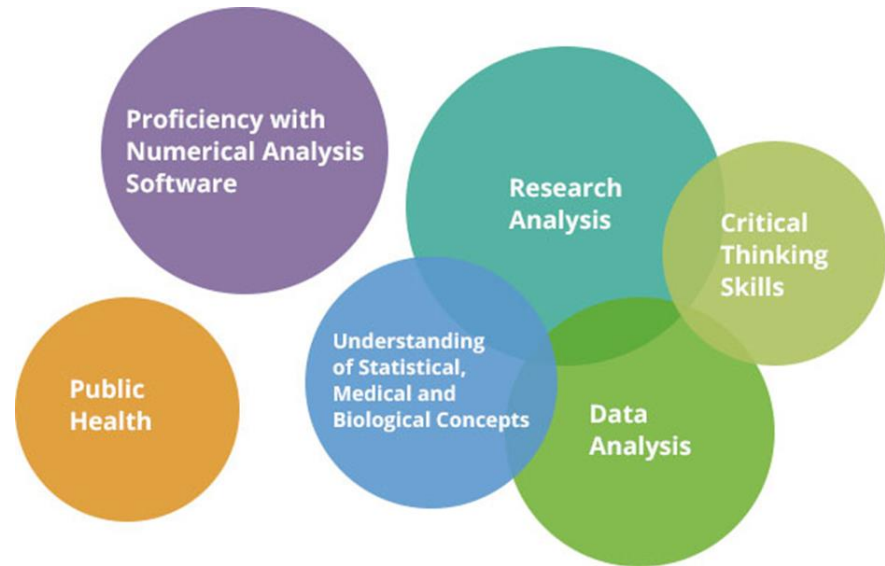 Proficiency with
Numerical Analysis
Software
Research
Analysis
Critical
Thinking
Skills
Public
Health
Understanding
of Statistical,
Medical and
Biological Concepts
Data
Analysis